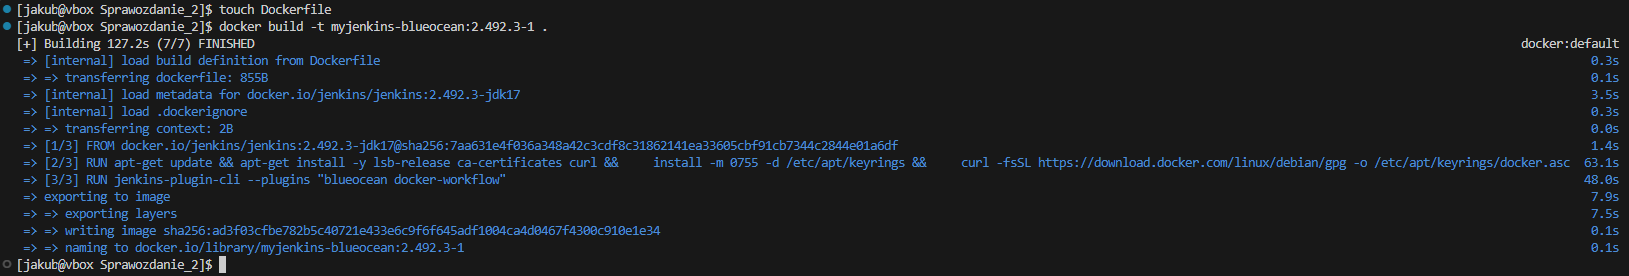 [jakub@vbox Sprawozdanie_2]$ touch Dockerfile
[jakub@vbox Sprawozdanie_2]$ docker build -t myjenkins-blueocean:2.492.3-1 .
[+] Building 127.2s (7/7) FINISHED docker:default
=> [internal] load build definition from Dockerfile 0.3s
=> => transferring dockerfile: 855B 0.1s
=> [internal] load metadata for docker.io/jenkins/jenkins:2.492.3-jdk17 3.5s
=> [internal] load .dockerignore 0.3s
=> => transferring context: 2B 0.0s
=> [1/3] FROM docker.io/jenkins/jenkins:2.492.3-jdk17@sha256:7aa631e4f036a348a42c3cdf8c31862141ea33605cbf91cb7344c2844e01a6df 1.4s
=> [2/3] RUN apt-get update && apt-get install -y lsb-release ca-certificates curl &&     install -m 0755 -d /etc/apt/keyrings &&     curl -fsSL https://download.docker.com/linux/debian/gpg -o /etc/apt/keyrings/docker.asc 63.1s
=> [3/3] RUN jenkins-plugin-cli --plugins "blueocean docker-workflow" 48.0s
=> exporting to image 7.9s
=> => exporting layers 7.5s
=> => writing image sha256:ad3f03cfbe782b5c40721e433e6c9f6f645adf1004ca4d0467f4300c910e1e34 0.1s
=> => naming to docker.io/library/myjenkins-blueocean:2.492.3-1 0.1s
[jakub@vbox Sprawozdanie_2]$